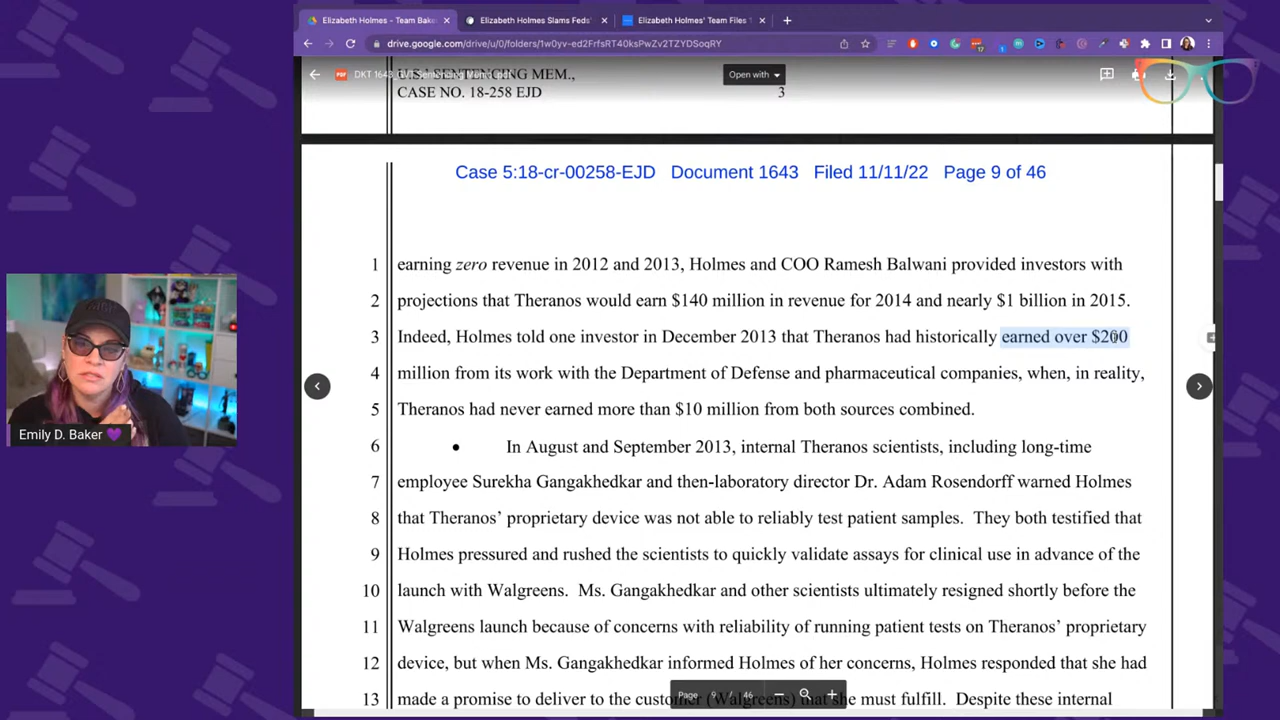 Elizabeth Holmes - Team Bake
Elizabeth Holmes Slams Feds'
Elizabeth Holmes' Team Files
drive.google.com/drive/u/0/folders/1w0yv-ed2FrfsRT40ksPwZv2TZYDSoqRY
SENTENCING MEM.,
Open with
CASE NO. 18-258 EJD 3
Case 5:18-cr-00258-EJD Document 1643 Filed 11/11/22 Page 9 of 46
1 earning zero revenue in 2012 and 2013, Holmes and COO Ramesh Balwani provided investors with
2 projections that Theranos would earn $140 million in revenue for 2014 and nearly $1 billion in 2015.
3 Indeed, Holmes told one investor in December 2013 that Theranos had historically earned over $200
4 million from its work with the Department of Defense and pharmaceutical companies, when, in reality,
5 Theranos had never earned more than $10 million from both sources combined.
6 • In August and September 2013, internal Theranos scientists, including long-time
7 employee Surekha Gangakhedkar and then-laboratory director Dr. Adam Rosendorff warned Holmes
8 that Theranos' proprietary device was not able to reliably test patient samples. They both testified that
9 Holmes pressured and rushed the scientists to quickly validate assays for clinical use in advance of the
10 launch with Walgreens. Ms. Gangakhedkar and other scientists ultimately resigned shortly before the
11 Walgreens launch because of concerns with reliability of running patient tests on Theranos' proprietary
12 device, but when Ms. Gangakhedkar informed Holmes of her concerns, Holmes responded that she had
13 made a promise to deliver to the customer (Walgreens) that she must fulfill. Despite these internal
Page 9 / 46
Emily D. Baker 💜